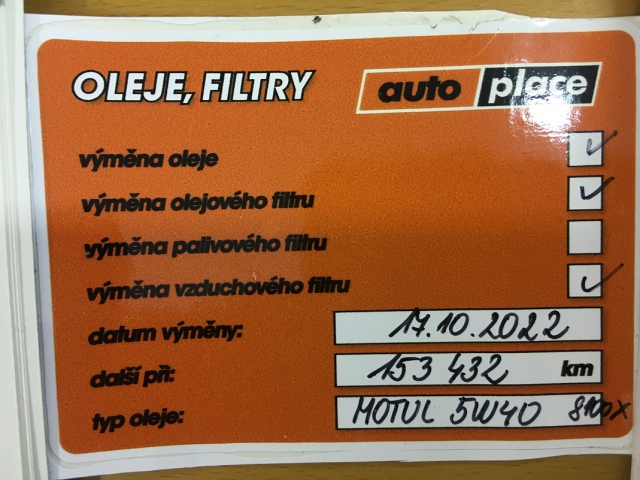 OLEJE, FILTRY auto place
výměna oleje ✓
výměna olejového filtru ✓
výměna palivového filtru
výměna vzduchového filtru ✓
datum výměny: 17.10.2022
další při: 153 432 km
typ oleje: MOTUL 5W40 8100X